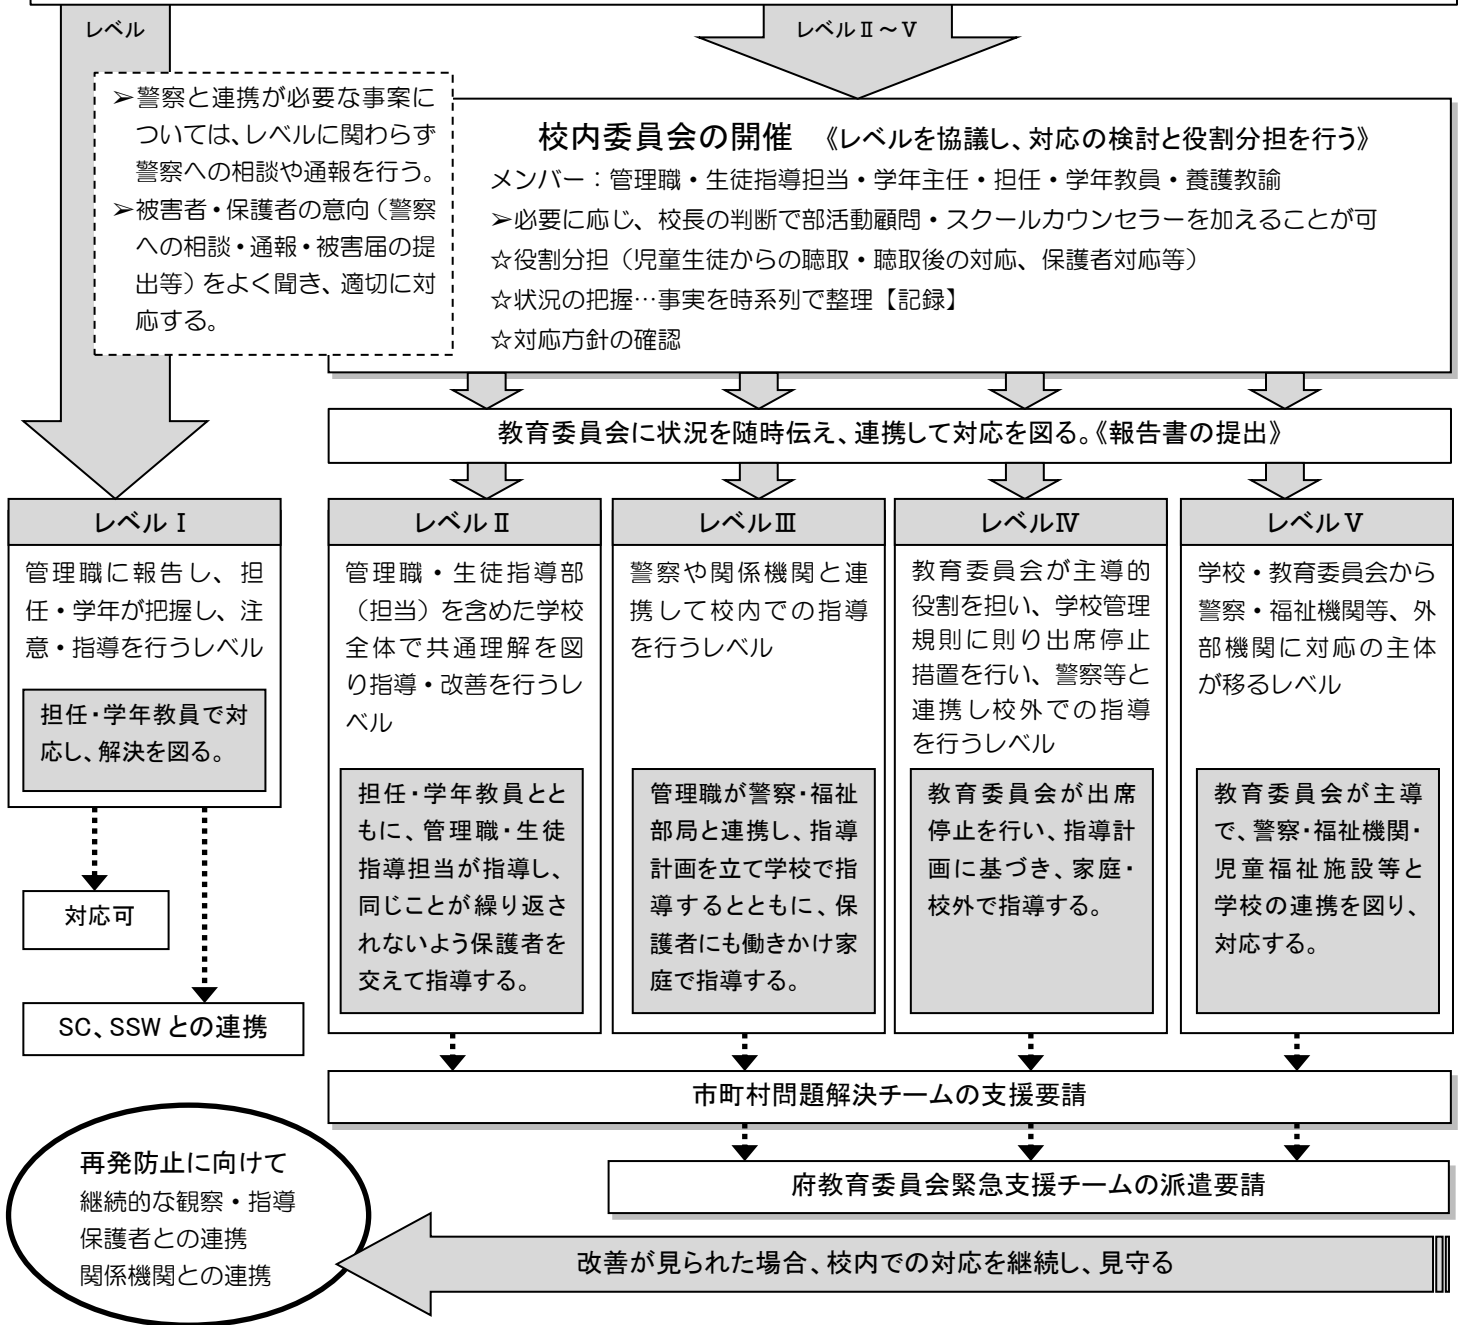 レベル
レベルⅡ～Ⅴ
➢警察と連携が必要な事案に
ついては、レベルに関わらず
警察への相談や通報を行う。
➢被害者・保護者の意向（警察
への相談・通報・被害届の提
出等）をよく聞き、適切に対
応する。
校内委員会の開催　《レベルを協議し、対応の検討と役割分担を行う》
メンバー：管理職・生徒指導担当・学年主任・担任・学年教員・養護教諭
➢必要に応じ、校長の判断で部活動顧問・スクールカウンセラーを加えることが可
☆役割分担（児童生徒からの聴取・聴取後の対応、保護者対応等）
☆状況の把握…事実を時系列で整理【記録】
☆対応方針の確認
教育委員会に状況を随時伝え、連携して対応を図る。《報告書の提出》
レベルⅠ
管理職に報告し、担
任・学年が把握し、注
意・指導を行うレベル
担任・学年教員で対
応し、解決を図る。
対応可
SC、SSWとの連携
レベルⅡ
管理職・生徒指導部
（担当）を含めた学校
全体で共通理解を図
り指導・改善を行うレ
ベル
担任・学年教員とと
もに、管理職・生徒
指導担当が指導し、
同じことが繰り返さ
れないよう保護者を
交えて指導する。
レベルⅢ
警察や関係機関と連
携して校内での指導
を行うレベル
管理職が警察・福祉
部局と連携し、指導
計画を立て学校で指
導するとともに、保
護者にも働きかけ家
庭で指導する。
レベルⅣ
教育委員会が主導的
役割を担い、学校管理
規則に則り出席停止
措置を行い、警察等と
連携し校外での指導
を行うレベル
教育委員会が出席
停止を行い、指導計
画に基づき、家庭・
校外で指導する。
レベルⅤ
学校・教育委員会から
警察・福祉機関等、外
部機関に対応の主体
が移るレベル
教育委員会が主導
で、警察・福祉機関・
児童福祉施設等と
学校の連携を図り、
対応する。
市町村問題解決チームの支援要請
府教育委員会緊急支援チームの派遣要請
改善が見られた場合、校内での対応を継続し、見守る
再発防止に向けて
継続的な観察・指導
保護者との連携
関係機関との連携